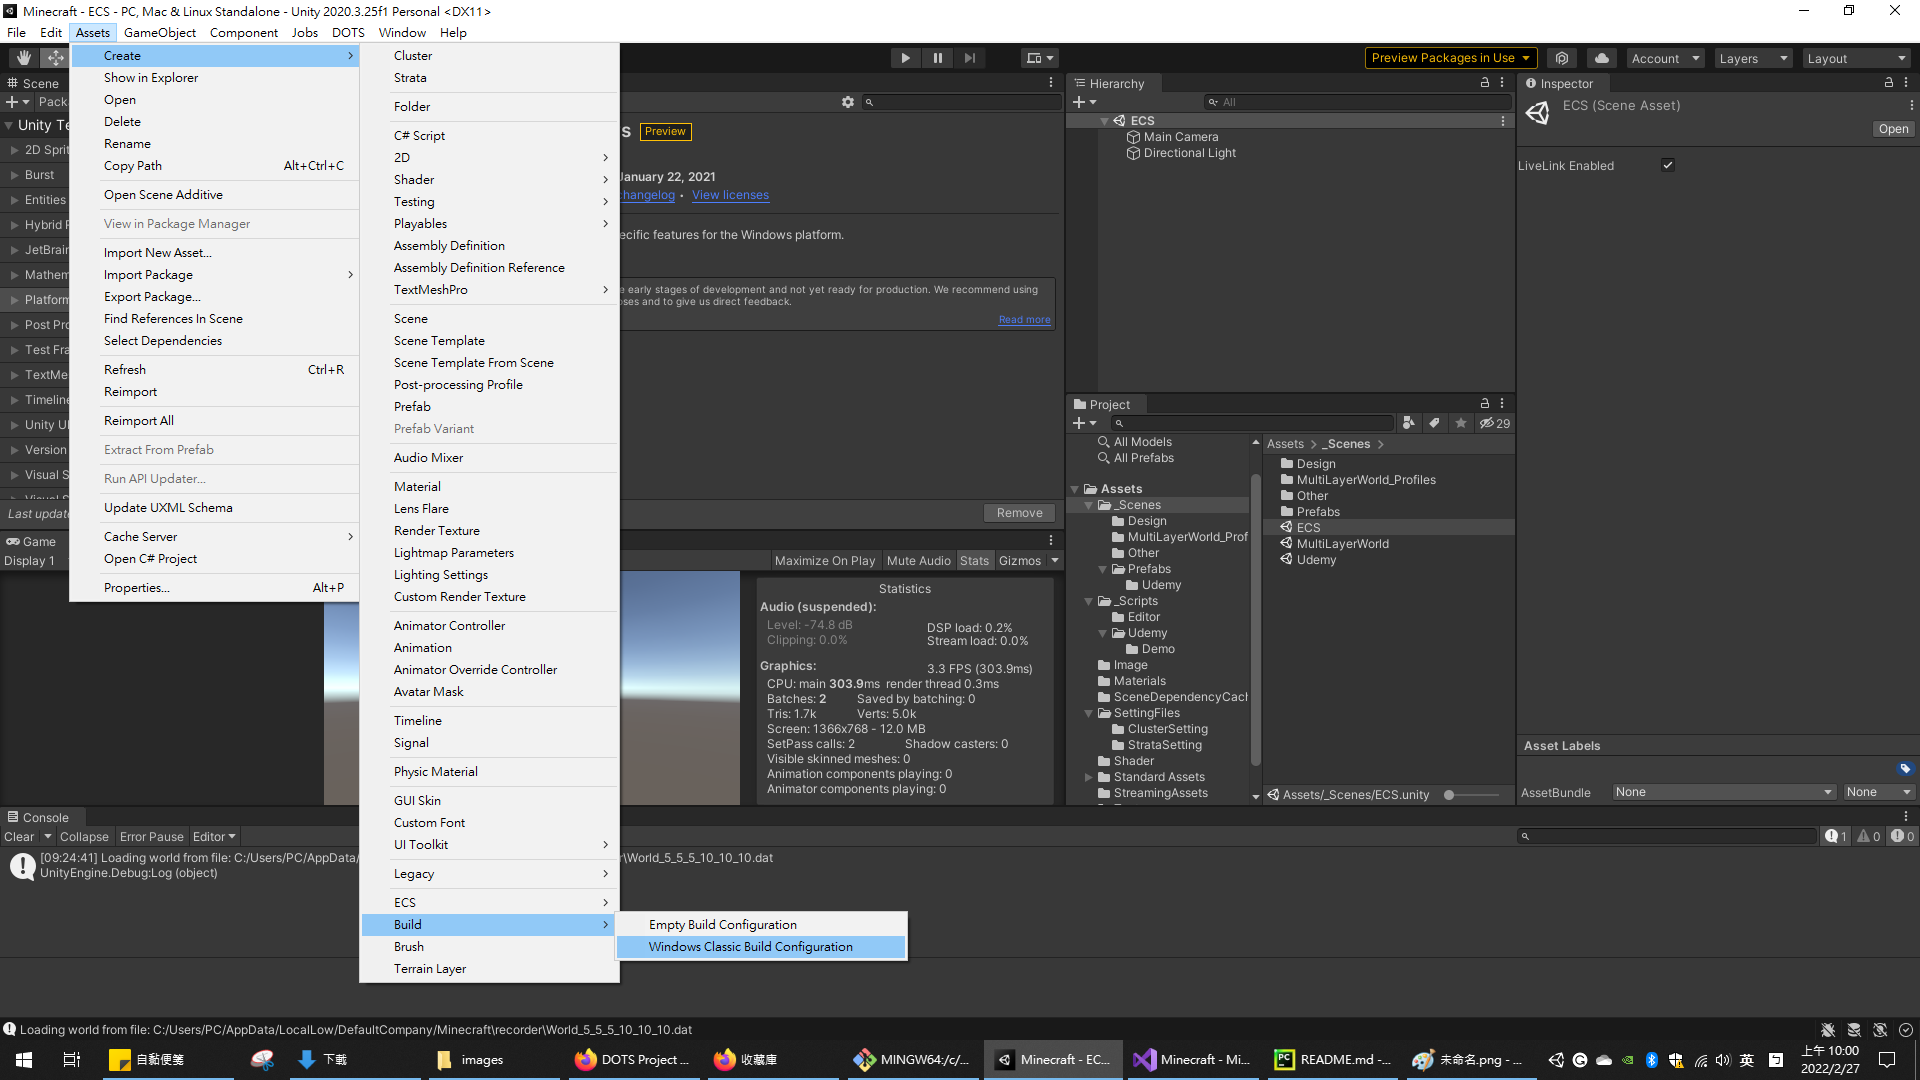 Minecraft - ECS - PC, Mac & Linux Standalone - Unity 2020.3.25f1 Personal <DX11>
File Edit Assets GameObject Component Jobs DOTS Window Help
Create
Show in Explorer
Open
Delete
Rename
Copy Path Alt+Ctrl+C
Open Scene Additive
View in Package Manager
Import New Asset...
Import Package
Export Package...
Find References In Scene
Select Dependencies
Refresh Ctrl+R
Reimport
Reimport All
Extract From Prefab
Run API Updater...
Update UXML Schema
Cache Server
Open C# Project
Properties... Alt+P
Cluster
Strata
Folder
C# Script
2D
Shader
Testing
Playables
Assembly Definition
Assembly Definition Reference
TextMeshPro
Scene
Scene Template
Scene Template From Scene
Post-processing Profile
Prefab
Prefab Variant
Audio Mixer
Material
Lens Flare
Render Texture
Lightmap Parameters
Lighting Settings
Custom Render Texture
Animator Controller
Animation
Animator Override Controller
Avatar Mask
Timeline
Signal
Physic Material
GUI Skin
Custom Font
UI Toolkit
Legacy
ECS
Build
Brush
Terrain Layer
Empty Build Configuration
Windows Classic Build Configuration
Preview Packages in Use
Account
Layers
Layout
Scene
Pack
Unity Te
2D Sprit
Burst
Entities
Hybrid R
JetBrain
Mathem
Platform
Post Pro
Test Fra
TextMes
Timeline
Unity UI
Version
Visual S
Last update
s Preview
January 22, 2021
changelog • View licenses
ecific features for the Windows platform.
e early stages of development and not yet ready for production. We recommend using
oses and to give us direct feedback.
Read more
Remove
Game
Display 1
Maximize On Play Mute Audio Stats Gizmos
Statistics
Audio (suspended):
Level: -74.8 dB DSP load: 0.2%
Clipping: 0.0% Stream load: 0.0%
Graphics: 3.3 FPS (303.9ms)
CPU: main 303.9ms render thread 0.3ms
Batches: 2 Saved by batching: 0
Tris: 1.7k Verts: 5.0k
Screen: 1366x768 - 12.0 MB
SetPass calls: 2 Shadow casters: 0
Visible skinned meshes: 0
Animation components playing: 0
Animator components playing: 0
Hierarchy
All
ECS
Main Camera
Directional Light
Project
29
All Models
All Prefabs
Assets
_Scenes
Design
MultiLayerWorld_Prof
Other
Prefabs
Udemy
_Scripts
Editor
Udemy
Demo
Image
Materials
SceneDependencyCach
SettingFiles
ClusterSetting
StrataSetting
Shader
Standard Assets
StreamingAssets
Assets > _Scenes >
Design
MultiLayerWorld_Profiles
Other
Prefabs
ECS
MultiLayerWorld
Udemy
Assets/_Scenes/ECS.unity
Inspector
ECS (Scene Asset)
Open
LiveLink Enabled
Asset Labels
AssetBundle None None
Console
Clear Collapse Error Pause Editor
1 0 0
[09:24:41] Loading world from file: C:/Users/PC/AppData/ r\World_5_5_5_10_10_10.dat
UnityEngine.Debug:Log (object)
Loading world from file: C:/Users/PC/AppData/LocalLow/DefaultCompany/Minecraft\recorder\World_5_5_5_10_10_10.dat
自黏便箋
下載
images
DOTS Project ...
收藏庫
MINGW64:/c/...
Minecraft - EC...
Minecraft - Mi...
README.md -...
未命名.png - ...
英
上午 10:00
2022/2/27